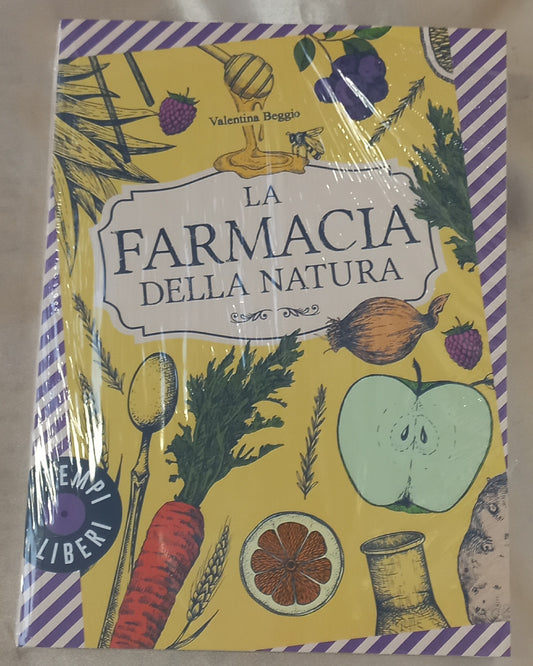 Valentina Beggio
LA
FARMACIA
DELLA NATURA
TEMPI
LIBERI